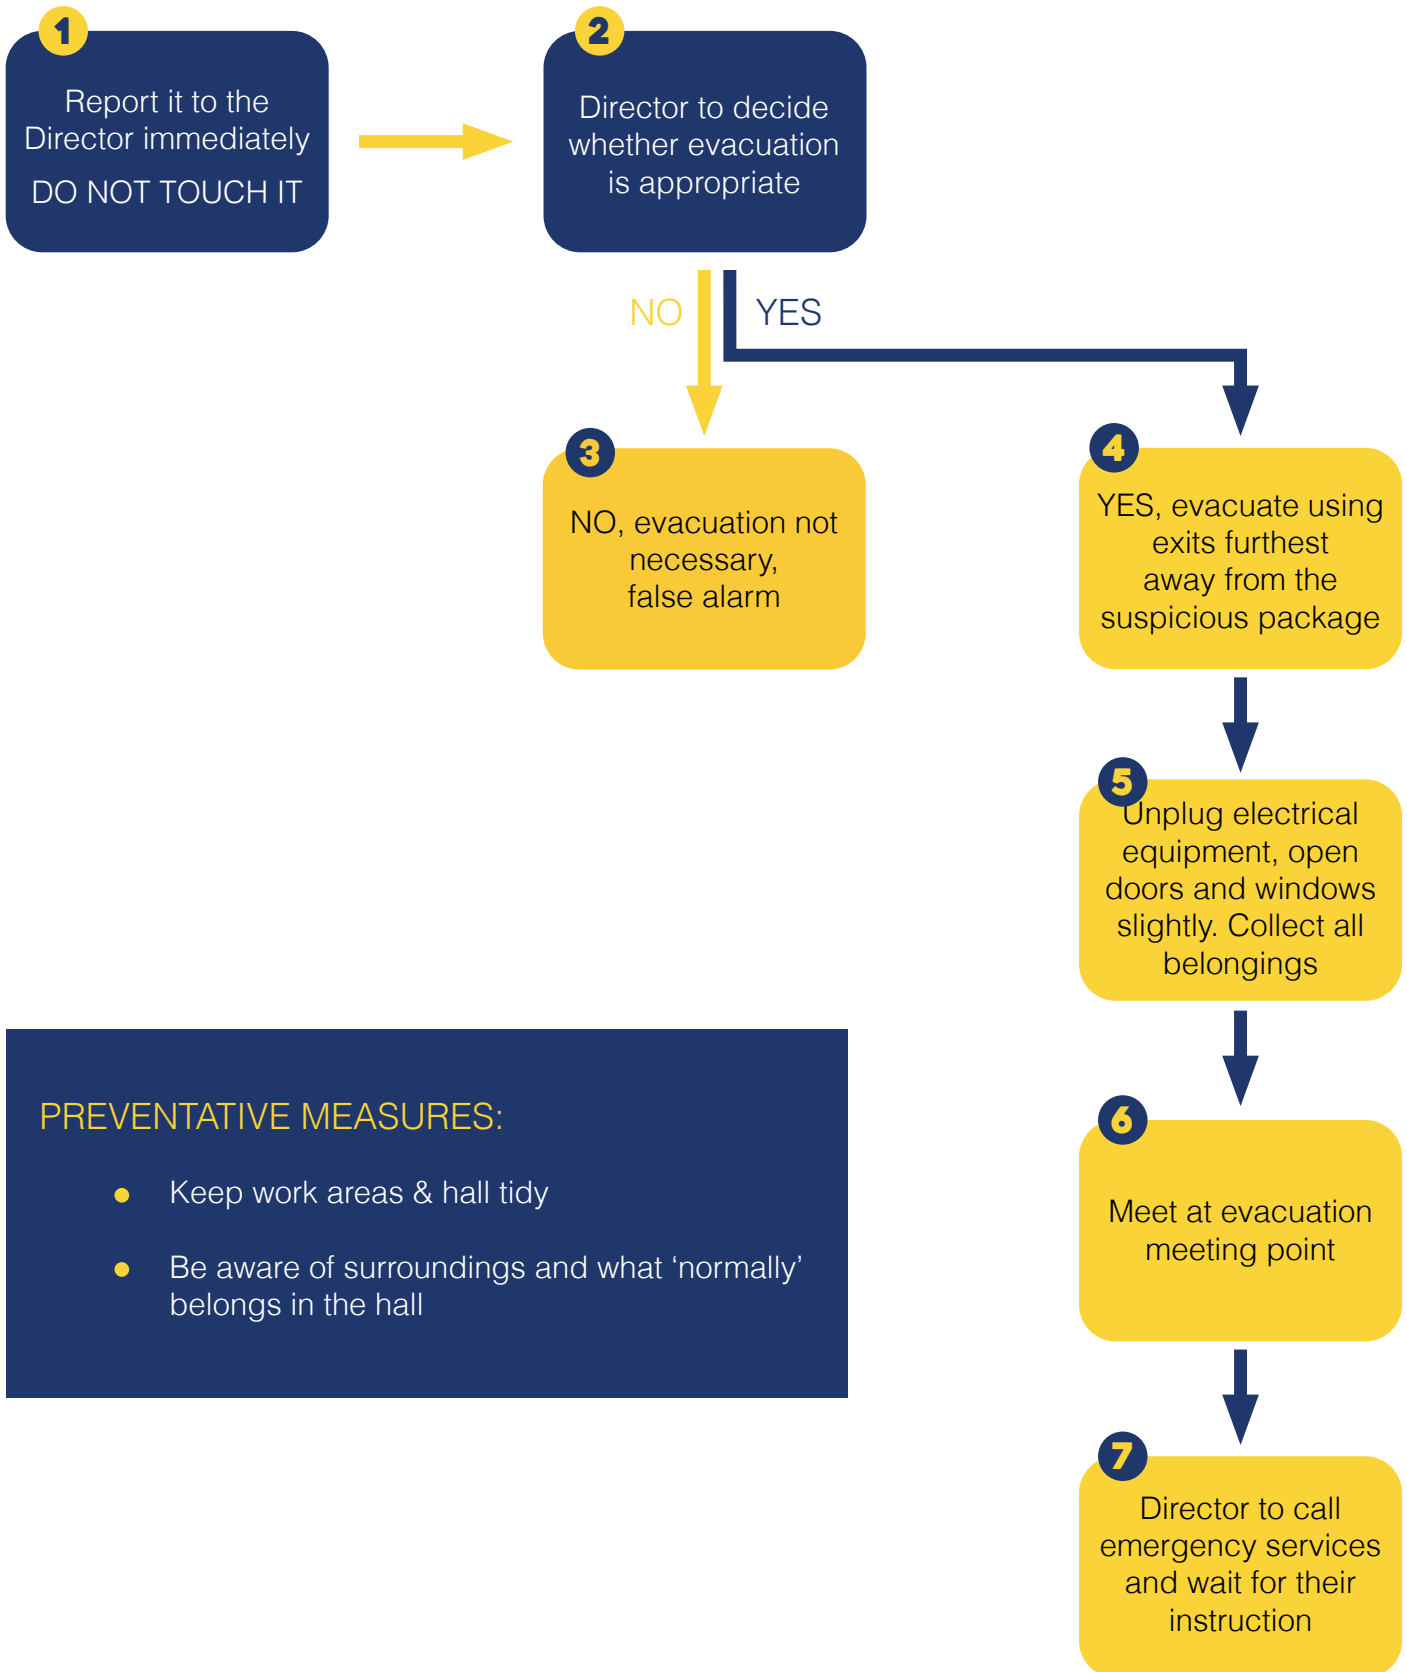 1
Report it to the
Director immediately
DO NOT TOUCH IT
2
Director to decide
whether evacuation
is appropriate
NO
YES
3
NO, evacuation not
necessary,
false alarm
4
YES, evacuate using
exits furthest
away from the
suspicious package
5
Unplug electrical
equipment, open
doors and windows
slightly. Collect all
belongings
6
Meet at evacuation
meeting point
7
Director to call
emergency services
and wait for their
instruction
PREVENTATIVE MEASURES:
● Keep work areas & hall tidy
● Be aware of surroundings and what ‘normally’
belongs in the hall